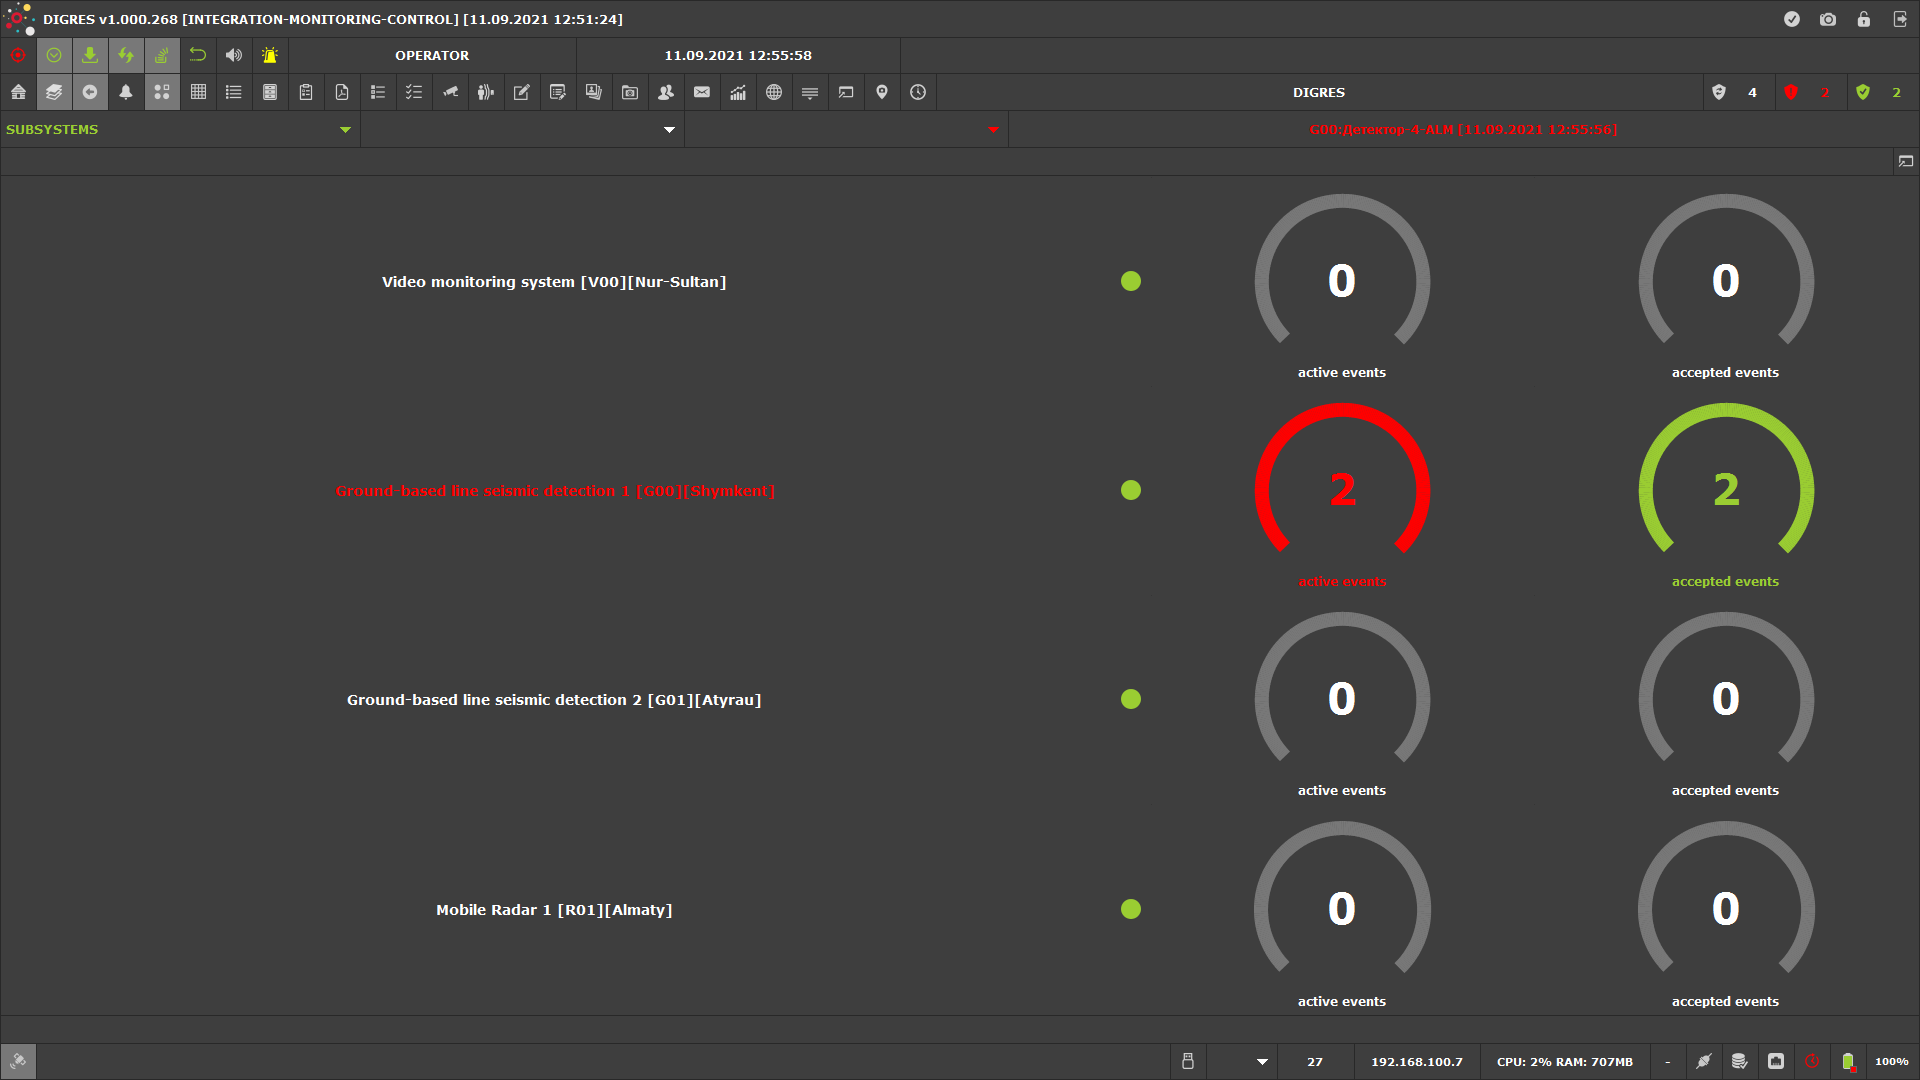 DIGRES v1.000.268 [INTEGRATION-MONITORING-CONTROL] [11.09.2021 12:51:24]
OPERATOR
11.09.2021 12:55:58
DIGRES
4
2
2
SUBSYSTEMS
G00:Детектор-4-ALM [11.09.2021 12:55:56]
Video monitoring system [V00][Nur-Sultan]
0
active events
0
accepted events
Ground-based line seismic detection 1 [G00][Shymkent]
2
active events
2
accepted events
Ground-based line seismic detection 2 [G01][Atyrau]
0
active events
0
accepted events
Mobile Radar 1 [R01][Almaty]
0
active events
0
accepted events
27
192.168.100.7
CPU: 2% RAM: 707MB
-
100%